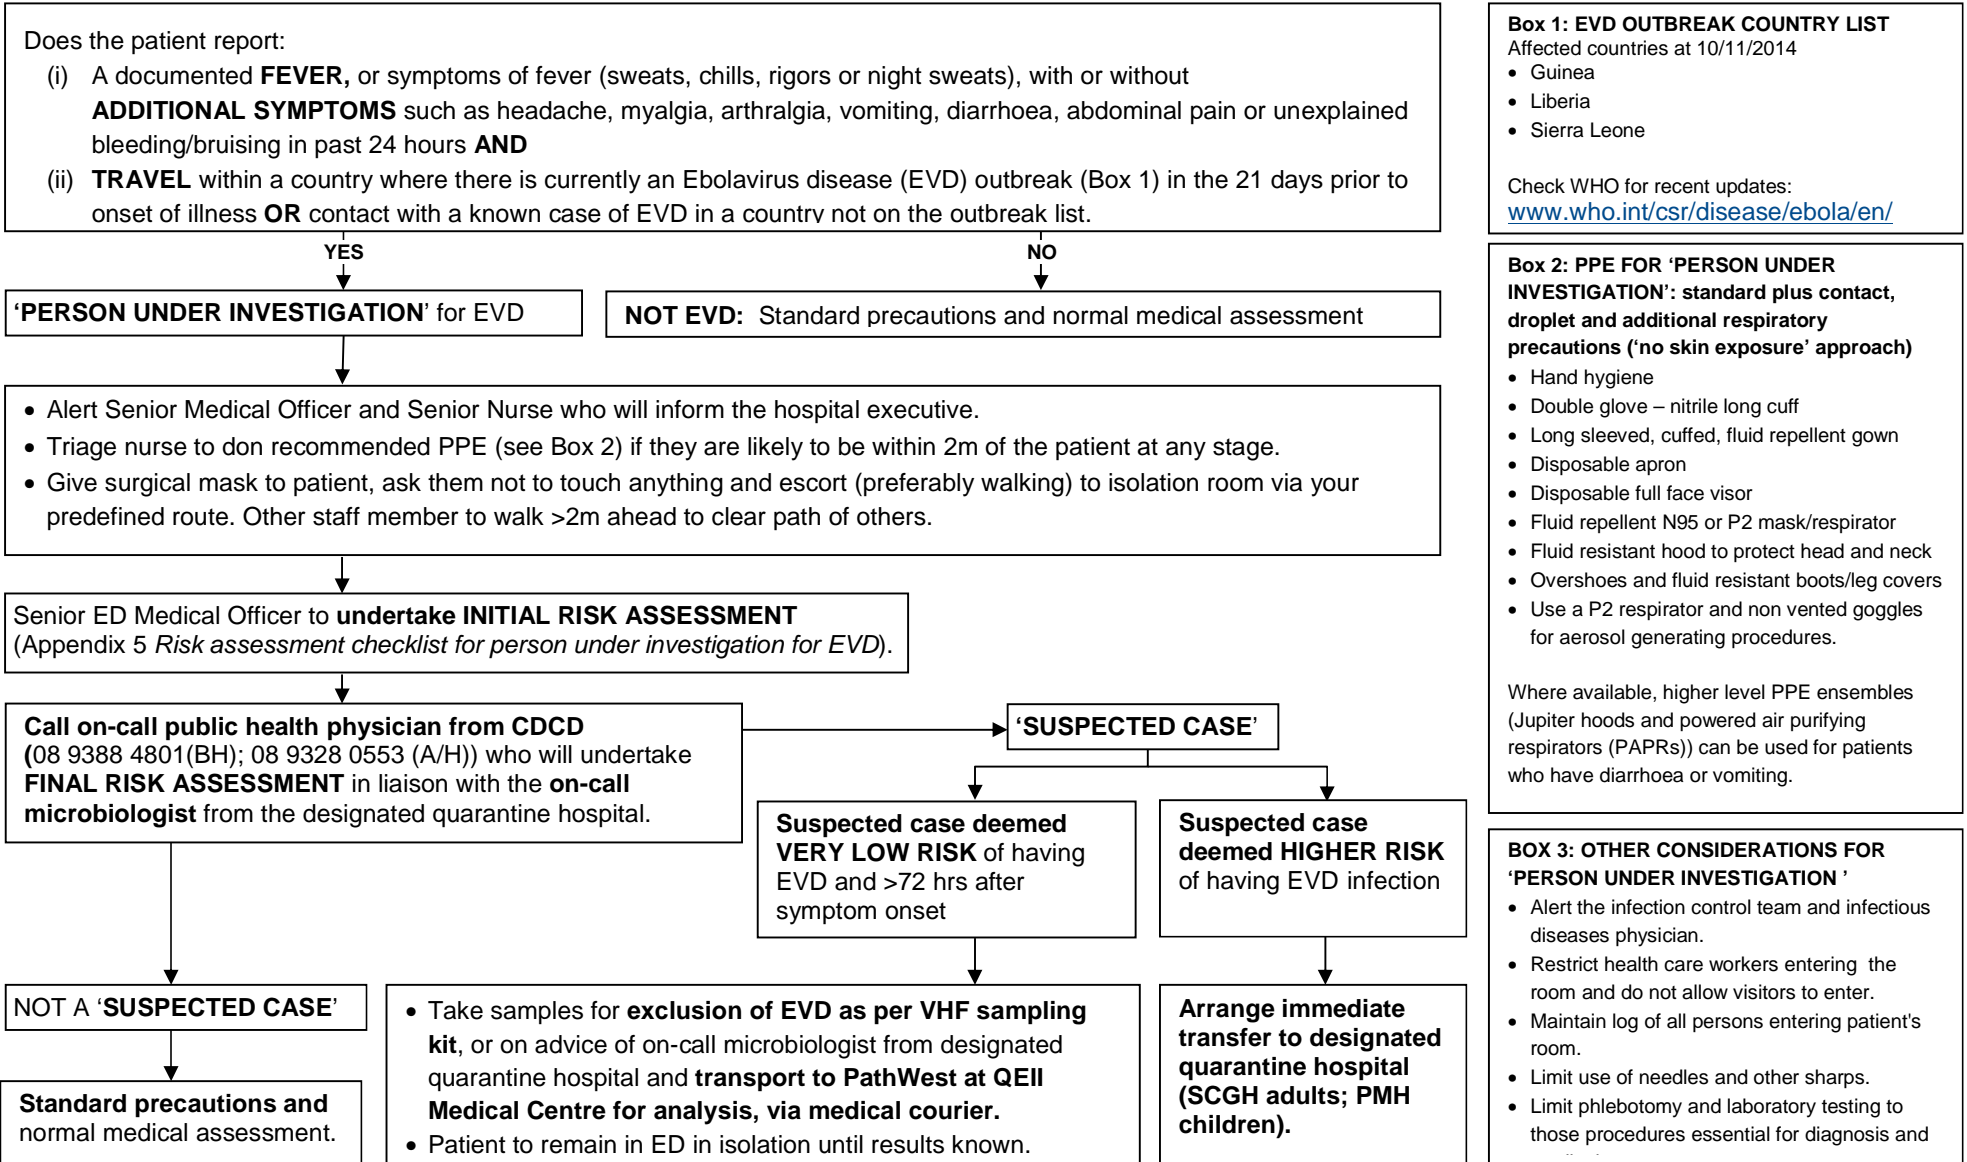 Does the patient report:
(i) A documented FEVER, or symptoms of fever (sweats, chills, rigors or night sweats), with or without
ADDITIONAL SYMPTOMS such as headache, myalgia, arthralgia, vomiting, diarrhoea, abdominal pain or unexplained
bleeding/bruising in past 24 hours AND
(ii) TRAVEL within a country where there is currently an Ebolavirus disease (EVD) outbreak (Box 1) in the 21 days prior to
onset of illness OR contact with a known case of EVD in a country not on the outbreak list.
YES
NO
‘PERSON UNDER INVESTIGATION’ for EVD
NOT EVD: Standard precautions and normal medical assessment
• Alert Senior Medical Officer and Senior Nurse who will inform the hospital executive.
• Triage nurse to don recommended PPE (see Box 2) if they are likely to be within 2m of the patient at any stage.
• Give surgical mask to patient, ask them not to touch anything and escort (preferably walking) to isolation room via your
predefined route. Other staff member to walk >2m ahead to clear path of others.
Senior ED Medical Officer to undertake INITIAL RISK ASSESSMENT
(Appendix 5 Risk assessment checklist for person under investigation for EVD).
Call on-call public health physician from CDCD
(08 9388 4801(BH); 08 9328 0553 (A/H)) who will undertake
FINAL RISK ASSESSMENT in liaison with the on-call
microbiologist from the designated quarantine hospital.
‘SUSPECTED CASE’
Suspected case deemed
VERY LOW RISK of having
EVD and >72 hrs after
symptom onset
Suspected case
deemed HIGHER RISK
of having EVD infection
NOT A ‘SUSPECTED CASE’
Standard precautions and
normal medical assessment.
• Take samples for exclusion of EVD as per VHF sampling
kit, or on advice of on-call microbiologist from designated
quarantine hospital and transport to PathWest at QEII
Medical Centre for analysis, via medical courier.
• Patient to remain in ED in isolation until results known.
Arrange immediate
transfer to designated
quarantine hospital
(SCGH adults; PMH
children).
Box 1: EVD OUTBREAK COUNTRY LIST
Affected countries at 10/11/2014
• Guinea
• Liberia
• Sierra Leone
Check WHO for recent updates:
www.who.int/csr/disease/ebola/en/
Box 2: PPE FOR ‘PERSON UNDER
INVESTIGATION’: standard plus contact,
droplet and additional respiratory
precautions (‘no skin exposure’ approach)
• Hand hygiene
• Double glove – nitrile long cuff
• Long sleeved, cuffed, fluid repellent gown
• Disposable apron
• Disposable full face visor
• Fluid repellent N95 or P2 mask/respirator
• Fluid resistant hood to protect head and neck
• Overshoes and fluid resistant boots/leg covers
• Use a P2 respirator and non vented goggles
for aerosol generating procedures.
Where available, higher level PPE ensembles
(Jupiter hoods and powered air purifying
respirators (PAPRs)) can be used for patients
who have diarrhoea or vomiting.
BOX 3: OTHER CONSIDERATIONS FOR
‘PERSON UNDER INVESTIGATION ’
• Alert the infection control team and infectious
diseases physician.
• Restrict health care workers entering the
room and do not allow visitors to enter.
• Maintain log of all persons entering patient's
room.
• Limit use of needles and other sharps.
• Limit phlebotomy and laboratory testing to
those procedures essential for diagnosis and